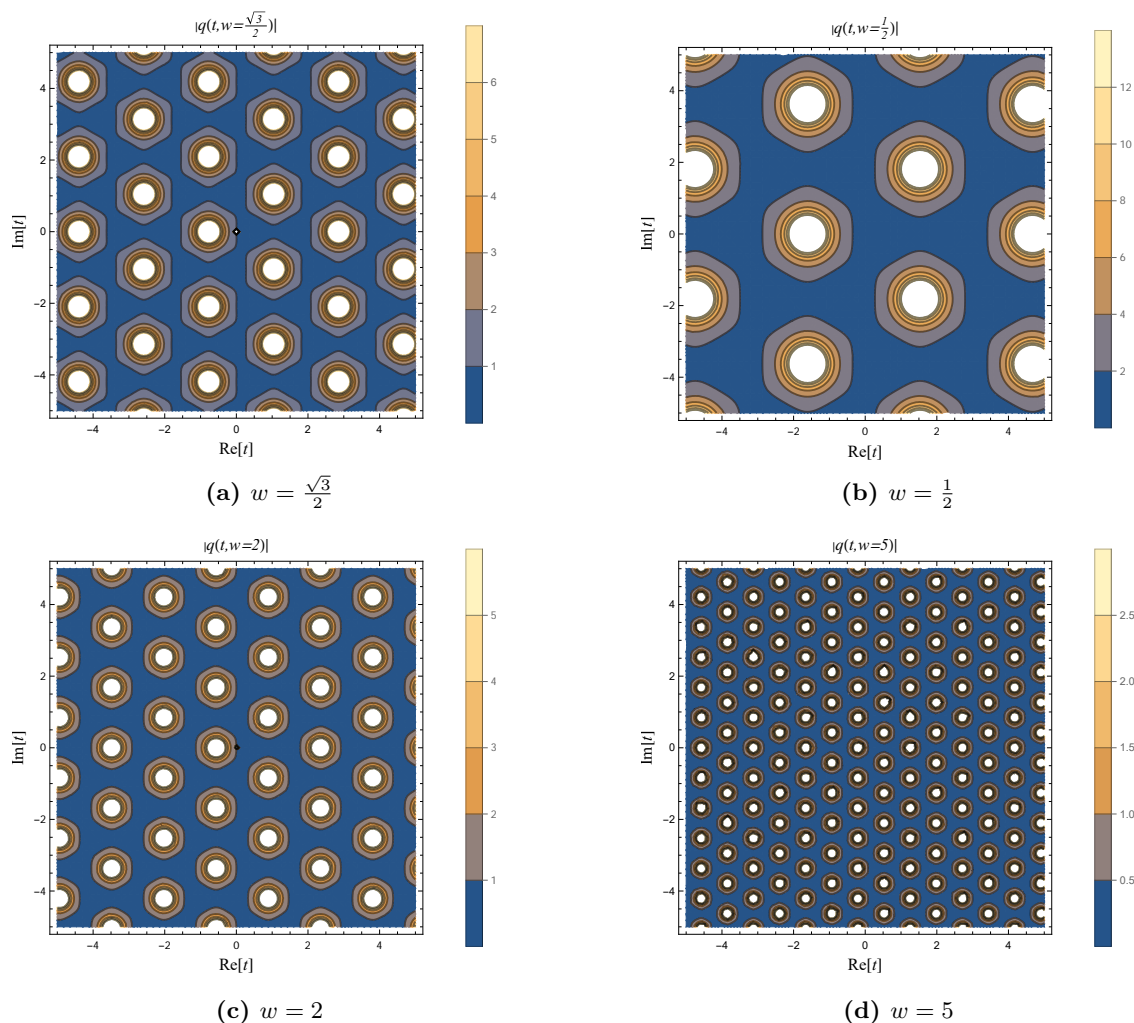 |q(t,w=√3/2)|
|q(t,w=1/2)|
6
5
4
3
2
1
12
10
8
6
4
2
4
2
0
−2
−4
Im[t]
4
2
0
−2
−4
Im[t]
−4 −2 0 2 4
Re[t]
−4 −2 0 2 4
Re[t]
(a) w = √3/2
(b) w = 1/2
|q(t,w=2)|
|q(t,w=5)|
5
4
3
2
1
2.5
2.0
1.5
1.0
0.5
4
2
0
−2
−4
Im[t]
4
2
0
−2
−4
Im[t]
−4 −2 0 2 4
Re[t]
−4 −2 0 2 4
Re[t]
(c) w = 2
(d) w = 5